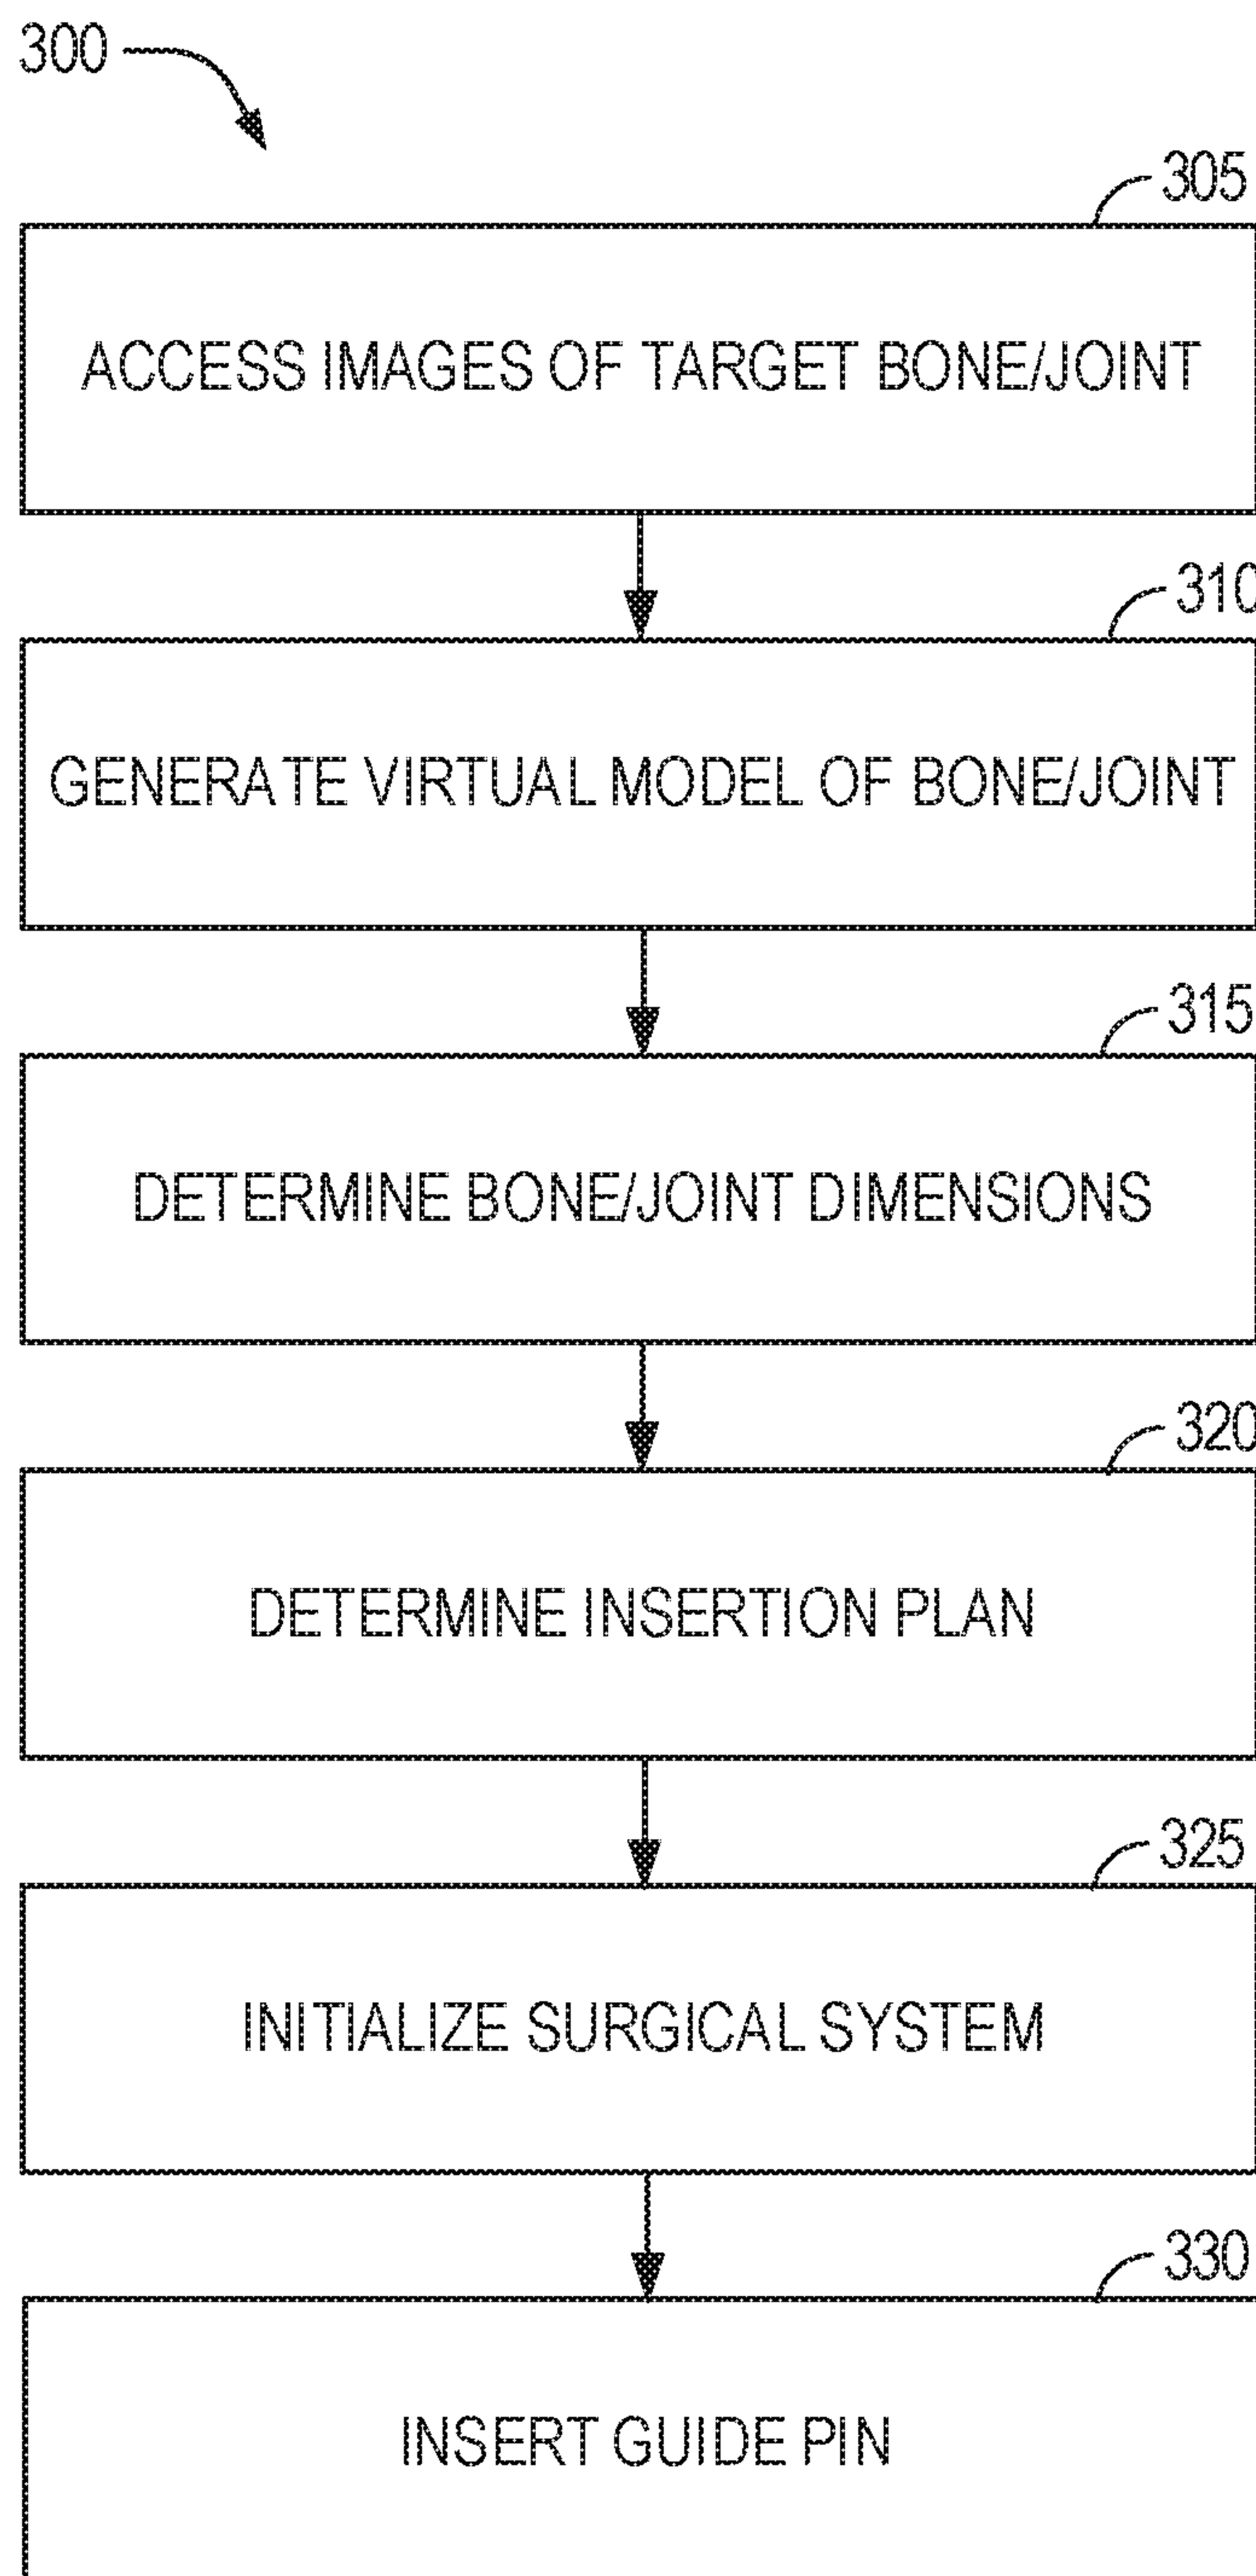 300
305
ACCESS IMAGES OF TARGET BONE/JOINT
310
GENERATE VIRTUAL MODEL OF BONE/JOINT
315
DETERMINE BONE/JOINT DIMENSIONS
320
DETERMINE INSERTION PLAN
325
INITIALIZE SURGICAL SYSTEM
330
INSERT GUIDE PIN